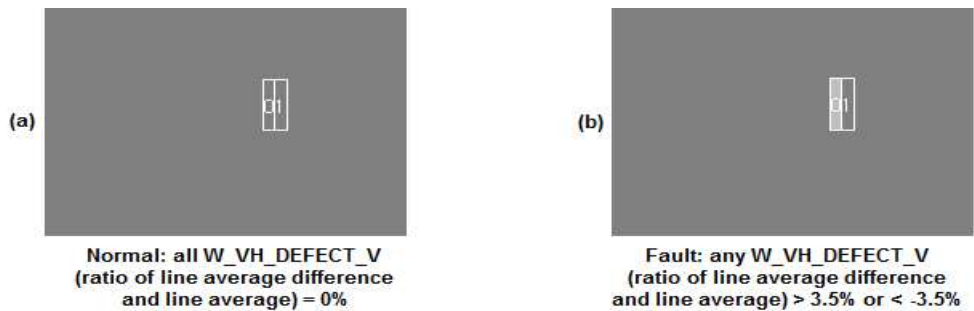 (a)
01
Normal: all W_VH_DEFECT_V
(ratio of line average difference
and line average) = 0%
(b)
01
Fault: any W_VH_DEFECT_V
(ratio of line average difference
and line average) > 3.5% or < -3.5%